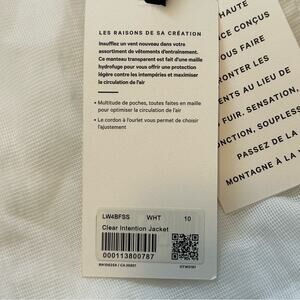 LES RAISONS DE SA CRÉATION
Insufflez un vent nouveau dans votre
assortiment de vêtements d'entraînement.
Ce manteau transparent est fait d'une maille
hydrofuge pour vous offrir une protection
légère contre les intempéries et maximiser
la circulation de l'air
• Multitude de poches, toutes faites en maille
pour optimiser la circulation de l'air
• Le cordon à l'ourlet vous permet de choisir
l'ajustement
LW4BFSS WHT 10
Clear Intention Jacket
000113800787
HAUTE
CE CONÇUS
OUS FAIRE
RONTER LES
ENTS AU LIEU DE
FUIR. SENSATION,
NCTION, SOUPLESS
PASSEZ DE LA
MONTAGNE À LA